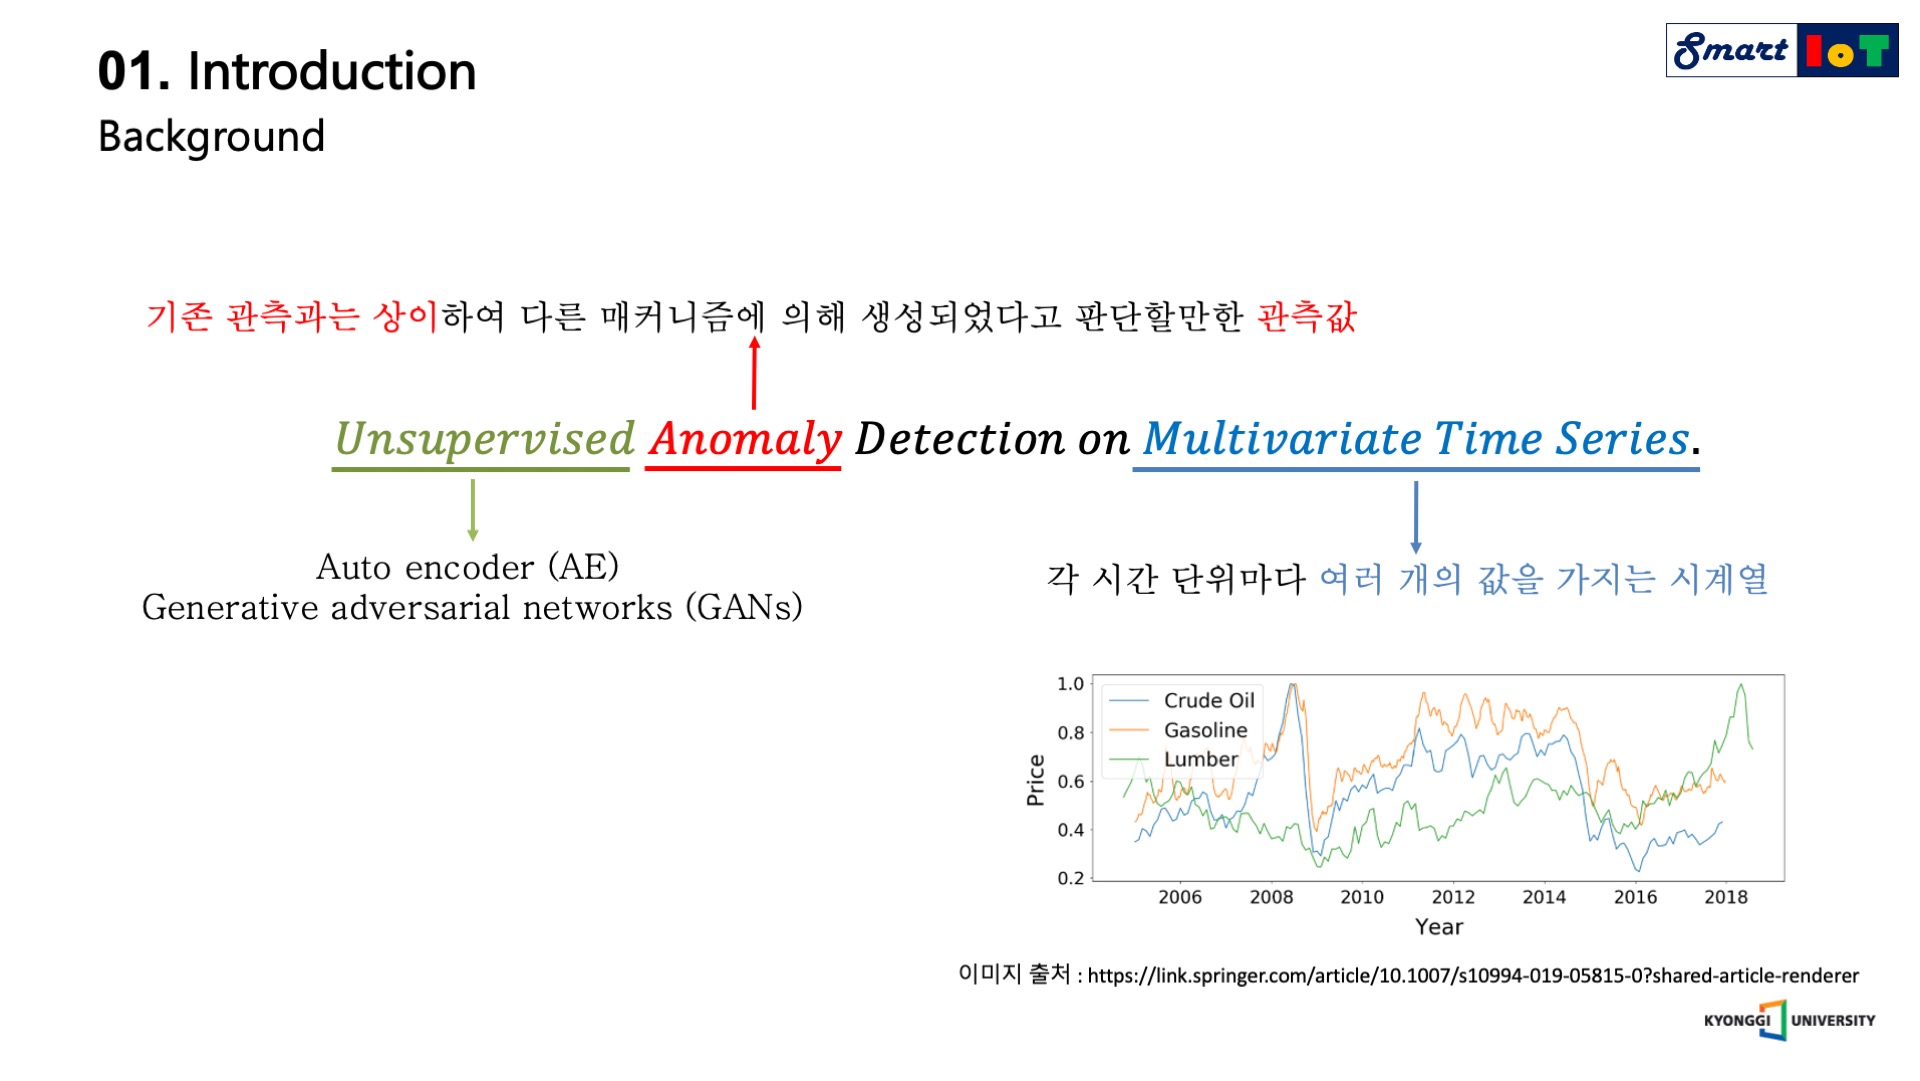 01. Introduction
Background
Smart IoT
기존 관측과는 상이하여 다른 매커니즘에 의해 생성되었다고 판단할만한 관측값
Unsupervised Anomaly Detection on Multivariate Time Series.
Auto encoder (AE)
Generative adversarial networks (GANs)
각 시간 단위마다 여러 개의 값을 가지는 시계열
1.0
0.8
0.6
0.4
0.2
Price
Crude Oil
Gasoline
Lumber
2006 2008 2010 2012 2014 2016 2018
Year
이미지 출처 : https://link.springer.com/article/10.1007/s10994-019-05815-0?shared-article-renderer
KYONGGI UNIVERSITY